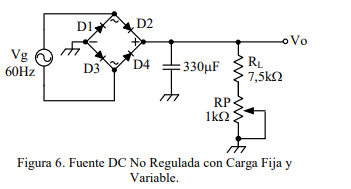 D1
D2
Vo
Vg
60Hz
D3
D4
330μF
RL
7,5kΩ
RP
1kΩ
Figura 6. Fuente DC No Regulada con Carga Fija y
Variable.